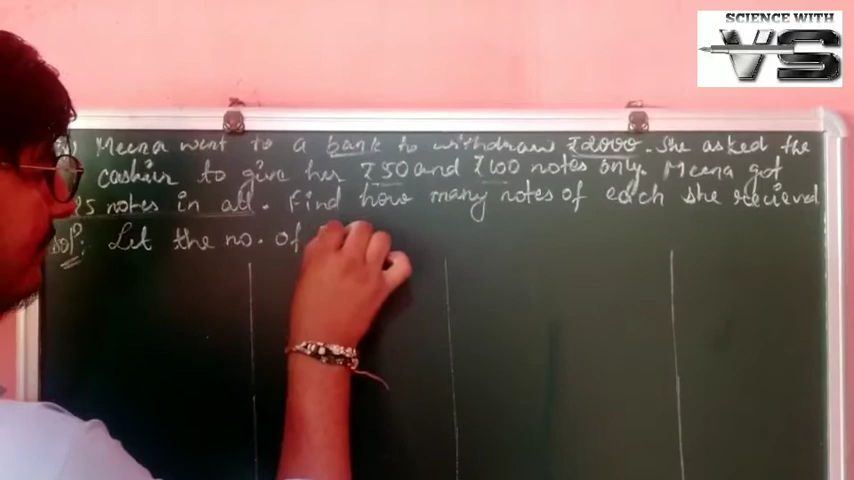 SCIENCE WITH
VS
Meena went to a bank to withdraw ₹2000. She asked the
cashier to give her ₹50 and ₹100 notes only. Meena got
25 notes in all. Find how many notes of each she recieved
Sol: Let the no. of